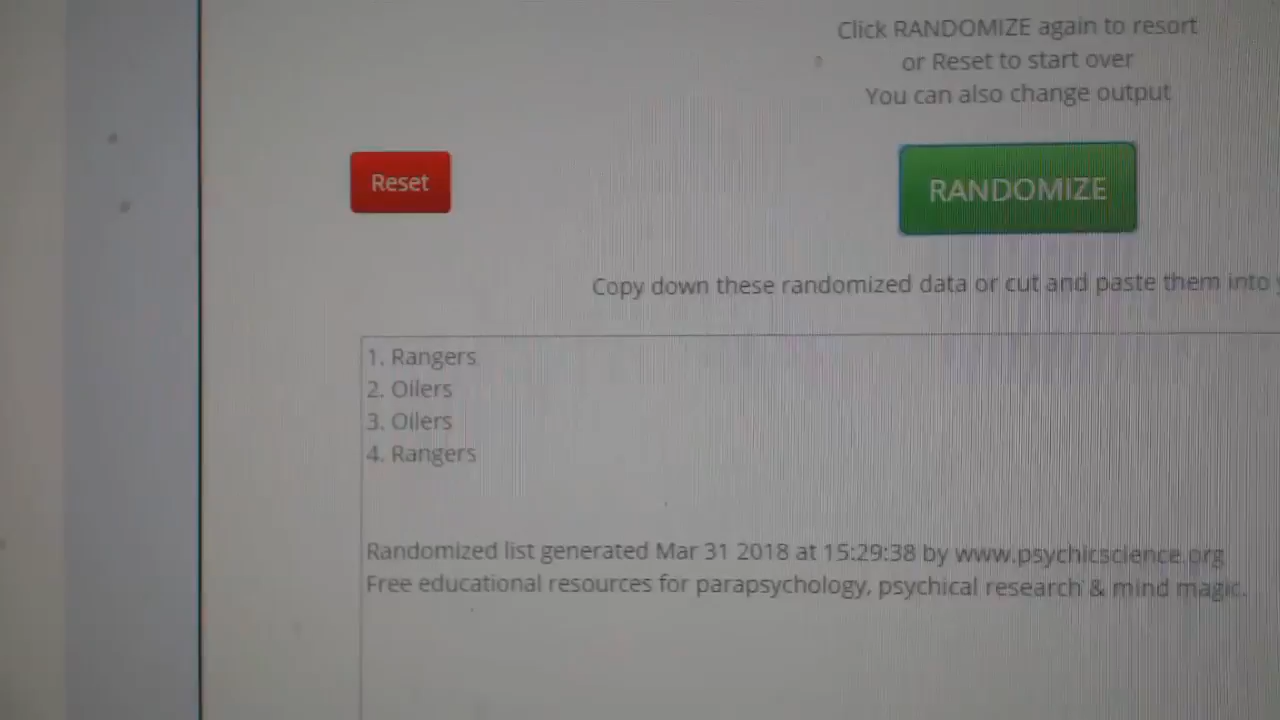 Click RANDOMIZE again to resort
or Reset to start over
You can also change output
Reset
RANDOMIZE
Copy down these randomized data or cut and paste them into
1. Rangers
2. Oilers
3. Oilers
4. Rangers
Randomized list generated Mar 31 2018 at 15:29:38 by www.psychicscience.org
Free educational resources for parapsychology, psychical research & mind magic.